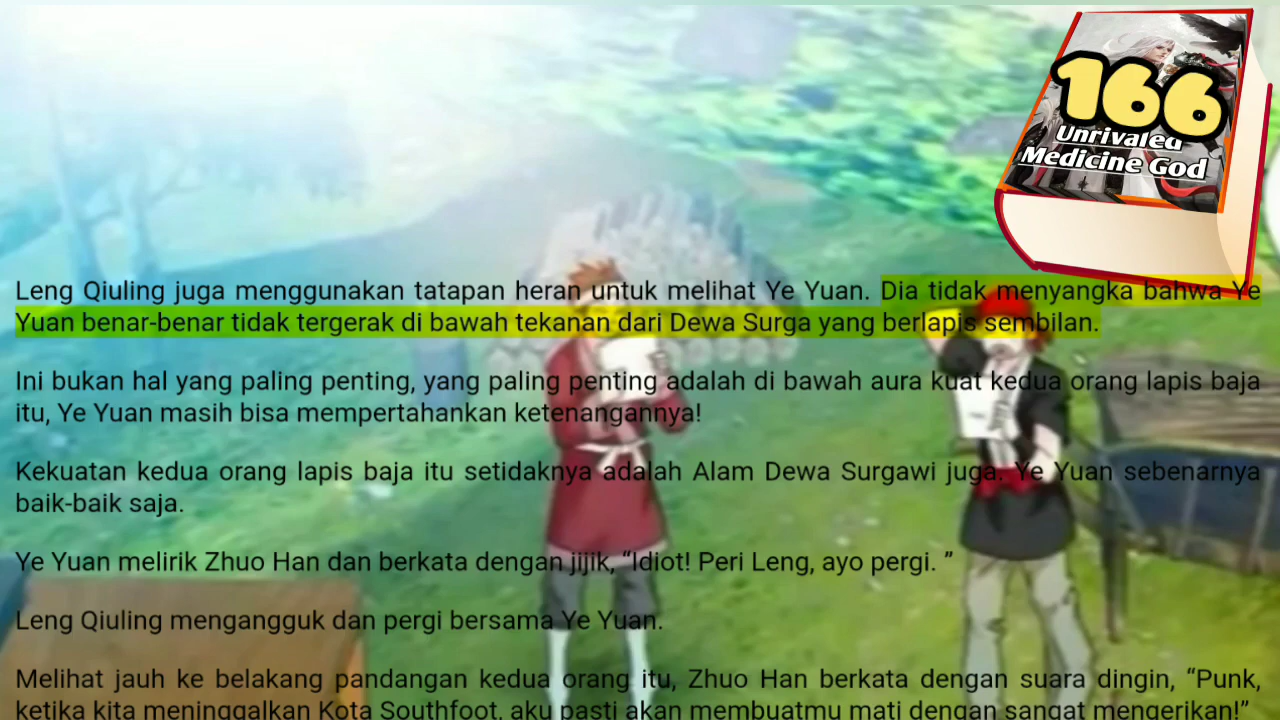 166
Unrivaled
Medicine God
Leng Qiuling juga menggunakan tatapan heran untuk melihat Ye Yuan. Dia tidak menyangka bahwa Ye
Yuan benar-benar tidak tergerak di bawah tekanan dari Dewa Surga yang berlapis sembilan.
Ini bukan hal yang paling penting, yang paling penting adalah di bawah aura kuat kedua orang lapis baja
itu, Ye Yuan masih bisa mempertahankan ketenangannya!
Kekuatan kedua orang lapis baja itu setidaknya adalah Alam Dewa Surgawi juga. Ye Yuan sebenarnya
baik-baik saja.
Ye Yuan melirik Zhuo Han dan berkata dengan jijik, “Idiot! Peri Leng, ayo pergi. ”
Leng Qiuling mengangguk dan pergi bersama Ye Yuan.
Melihat jauh ke belakang pandangan kedua orang itu, Zhuo Han berkata dengan suara dingin, “Punk,
ketika kita meninggalkan Kota Southfoot, aku pasti akan membuatmu mati dengan sangat mengerikan!”